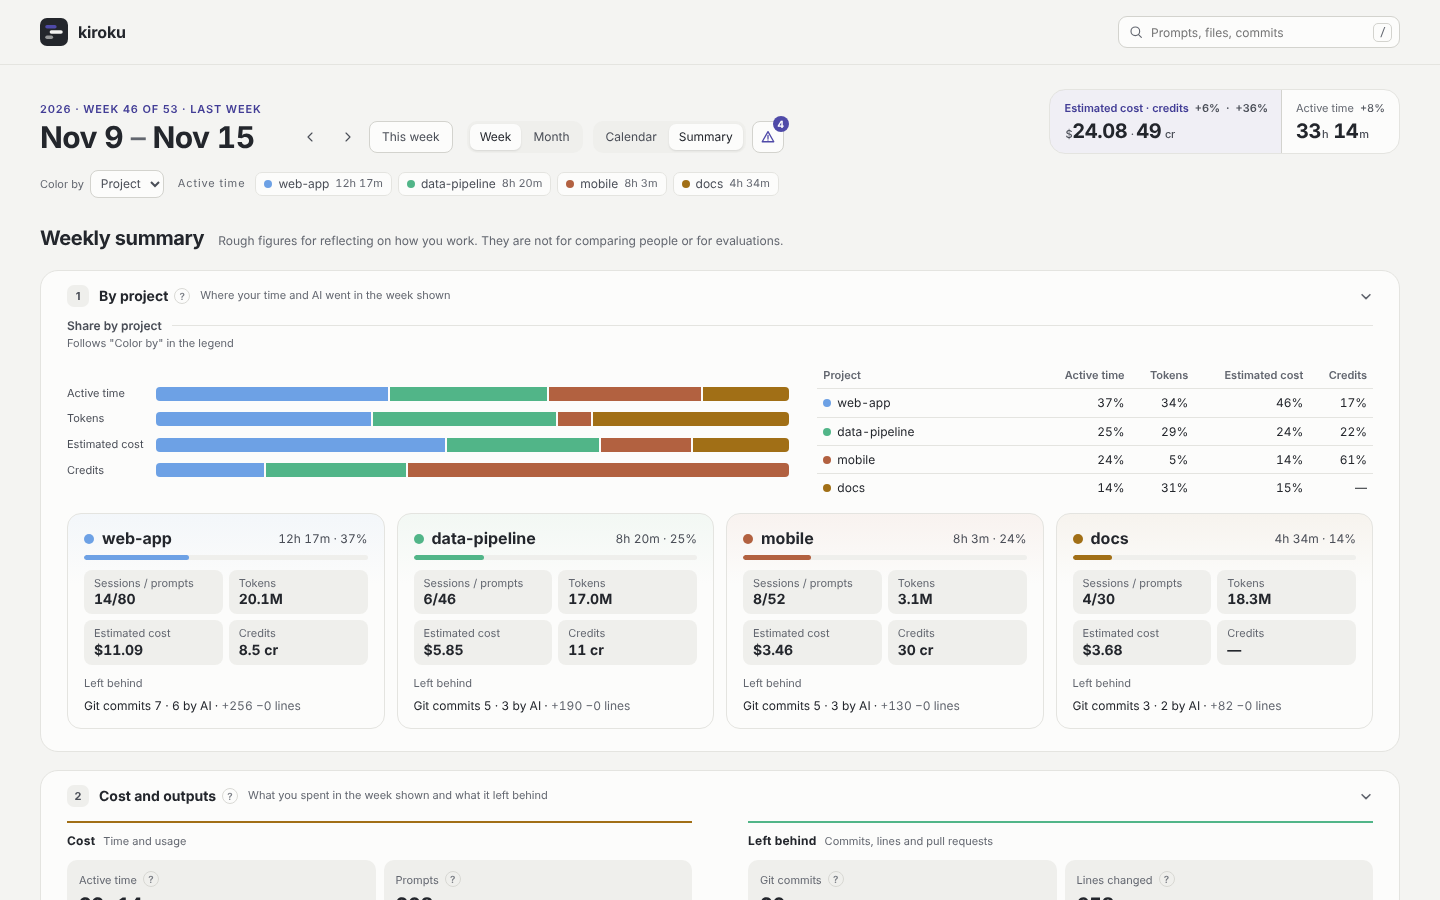 kiroku
Prompts, files, commits /
2026 · WEEK 46 OF 53 · LAST WEEK
Nov 9 – Nov 15
This week
Week Month
Calendar Summary
4
Estimated cost · credits +6% · +36%
$24.08 · 49 cr
Active time +8%
33h 14m
Color by Project Active time web-app 12h 17m data-pipeline 8h 20m mobile 8h 3m docs 4h 34m
Weekly summary Rough figures for reflecting on how you work. They are not for comparing people or for evaluations.
1 By project ? Where your time and AI went in the week shown
Share by project
Follows "Color by" in the legend
Active time
Tokens
Estimated cost
Credits
Project Active time Tokens Estimated cost Credits
web-app 37% 34% 46% 17%
data-pipeline 25% 29% 24% 22%
mobile 24% 5% 14% 61%
docs 14% 31% 15% —
web-app 12h 17m · 37%
Sessions / prompts Tokens
14/80 20.1M
Estimated cost Credits
$11.09 8.5 cr
Left behind
Git commits 7 · 6 by AI · +256 −0 lines
data-pipeline 8h 20m · 25%
Sessions / prompts Tokens
6/46 17.0M
Estimated cost Credits
$5.85 11 cr
Left behind
Git commits 5 · 3 by AI · +190 −0 lines
mobile 8h 3m · 24%
Sessions / prompts Tokens
8/52 3.1M
Estimated cost Credits
$3.46 30 cr
Left behind
Git commits 5 · 3 by AI · +130 −0 lines
docs 4h 34m · 14%
Sessions / prompts Tokens
4/30 18.3M
Estimated cost Credits
$3.68 —
Left behind
Git commits 3 · 2 by AI · +82 −0 lines
2 Cost and outputs ? What you spent in the week shown and what it left behind
Cost Time and usage
Active time ? Prompts ?
Left behind Commits, lines and pull requests
Git commits ? Lines changed ?